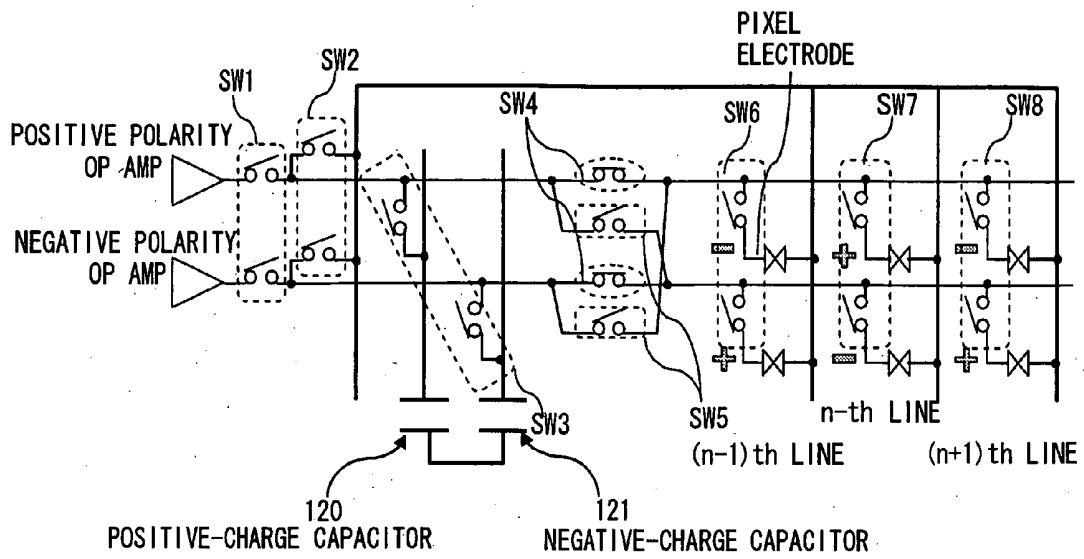 PIXEL
ELECTRODE
SW1
SW2
SW4
SW6
SW7
SW8
POSITIVE POLARITY
OP AMP
NEGATIVE POLARITY
OP AMP
SW3
SW5
n-th LINE
(n-1)th LINE
(n+1)th LINE
120
POSITIVE-CHARGE CAPACITOR
121
NEGATIVE-CHARGE CAPACITOR